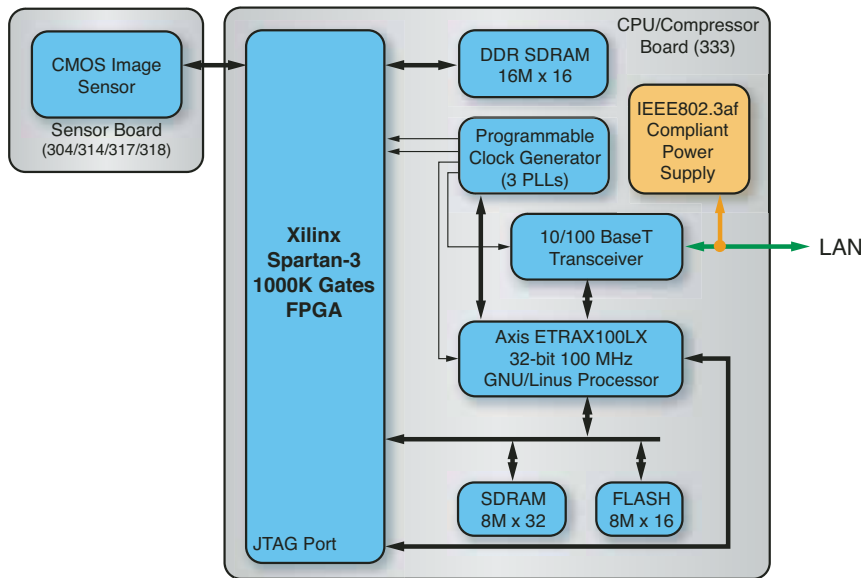 CMOS Image
Sensor
Sensor Board
(304/314/317/318)
Xilinx
Spartan-3
1000K Gates
FPGA
JTAG Port
CPU/Compressor
Board (333)
DDR SDRAM
16M x 16
IEEE802.3af
Compliant
Power
Supply
Programmable
Clock Generator
(3 PLLs)
10/100 BaseT
Transceiver
LAN
Axis ETRAX100LX
32-bit 100 MHz
GNU/Linus Processor
SDRAM
8M x 32
FLASH
8M x 16